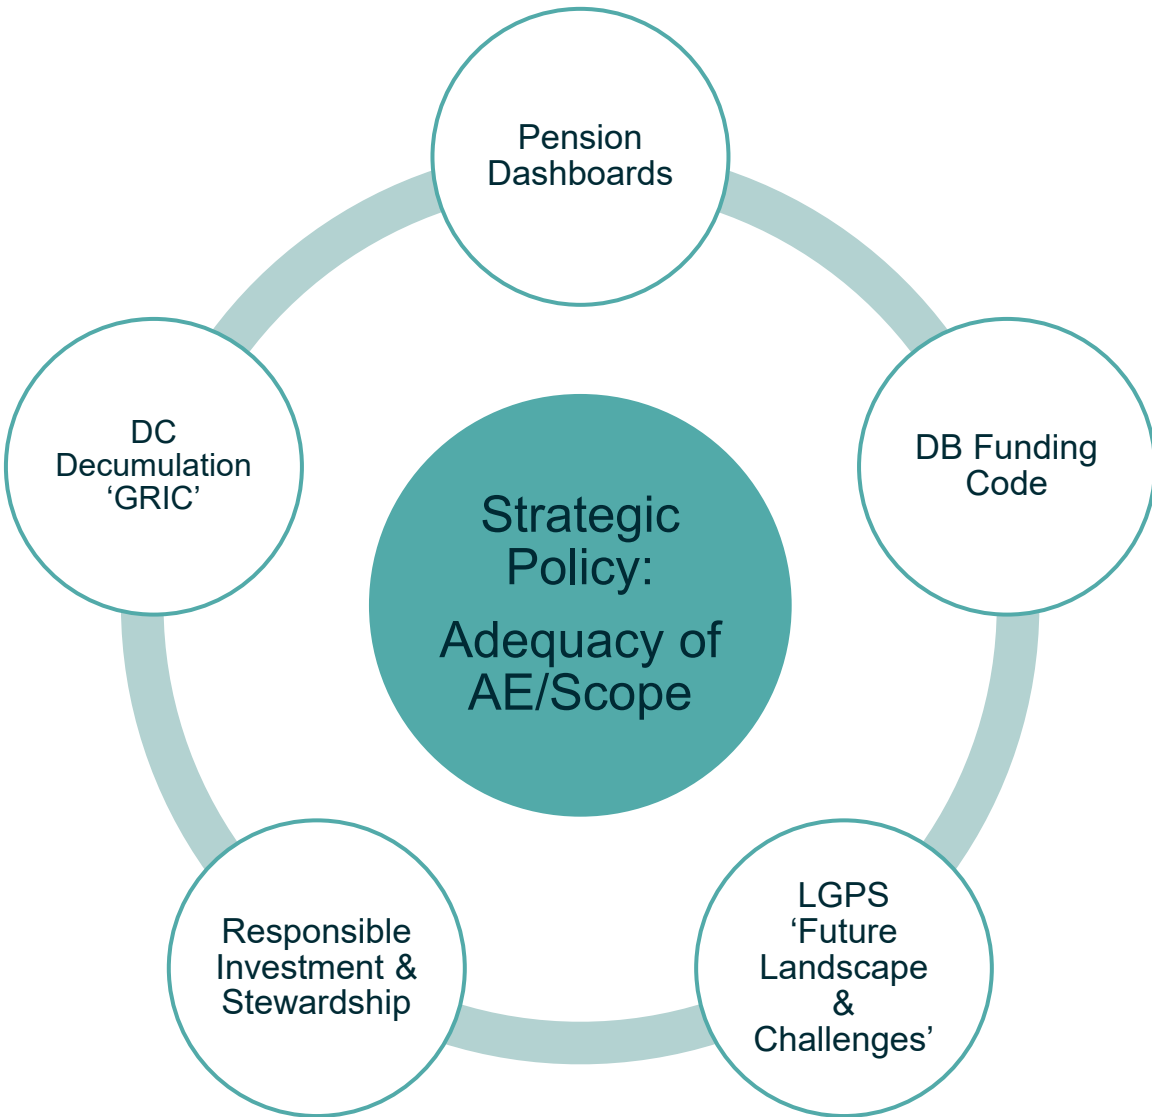 Pension
Dashboards
DB Funding
Code
LGPS
‘Future
Landscape
&
Challenges’
Responsible
Investment &
Stewardship
DC
Decumulation
‘GRIC’
Strategic
Policy:
Adequacy of
AE/Scope